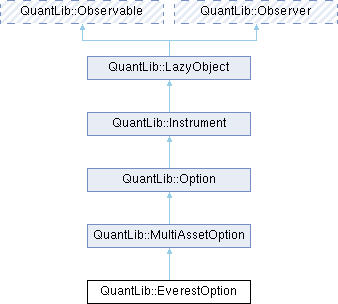 QuantLib::Observable
QuantLib::Observer
QuantLib::LazyObject
QuantLib::Instrument
QuantLib::Option
QuantLib::MultiAssetOption
QuantLib::EverestOption